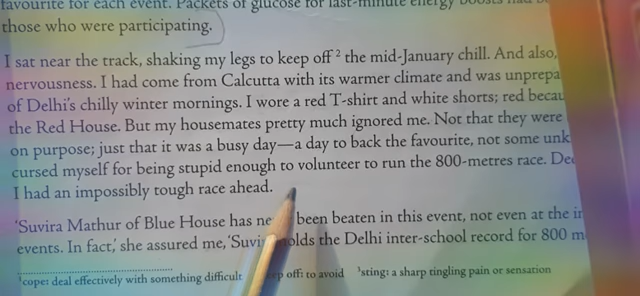 favourite for each event. Packets of glucose for last-minute energy boosts had
those who were participating.
I sat near the track, shaking my legs to keep off ² the mid-January chill. And also,
nervousness. I had come from Calcutta with its warmer climate and was
of Delhi's chilly winter mornings. I wore a red T-shirt and white shorts; red
the Red House. But my housemates pretty much ignored me. Not that they were
on purpose; just that it was a busy day—a day to back the favourite, not some
cursed myself for being stupid enough to volunteer to run the 800-metres race.
I had an impossibly tough race ahead.
'Suvira Mathur of Blue House has been beaten in this event, not even at the
events. In fact,' she assured me, the Delhi inter-school record for 800
¹cope: deal effectively with something difficult off: to avoid ³sting: a sharp tingling pain or sensation